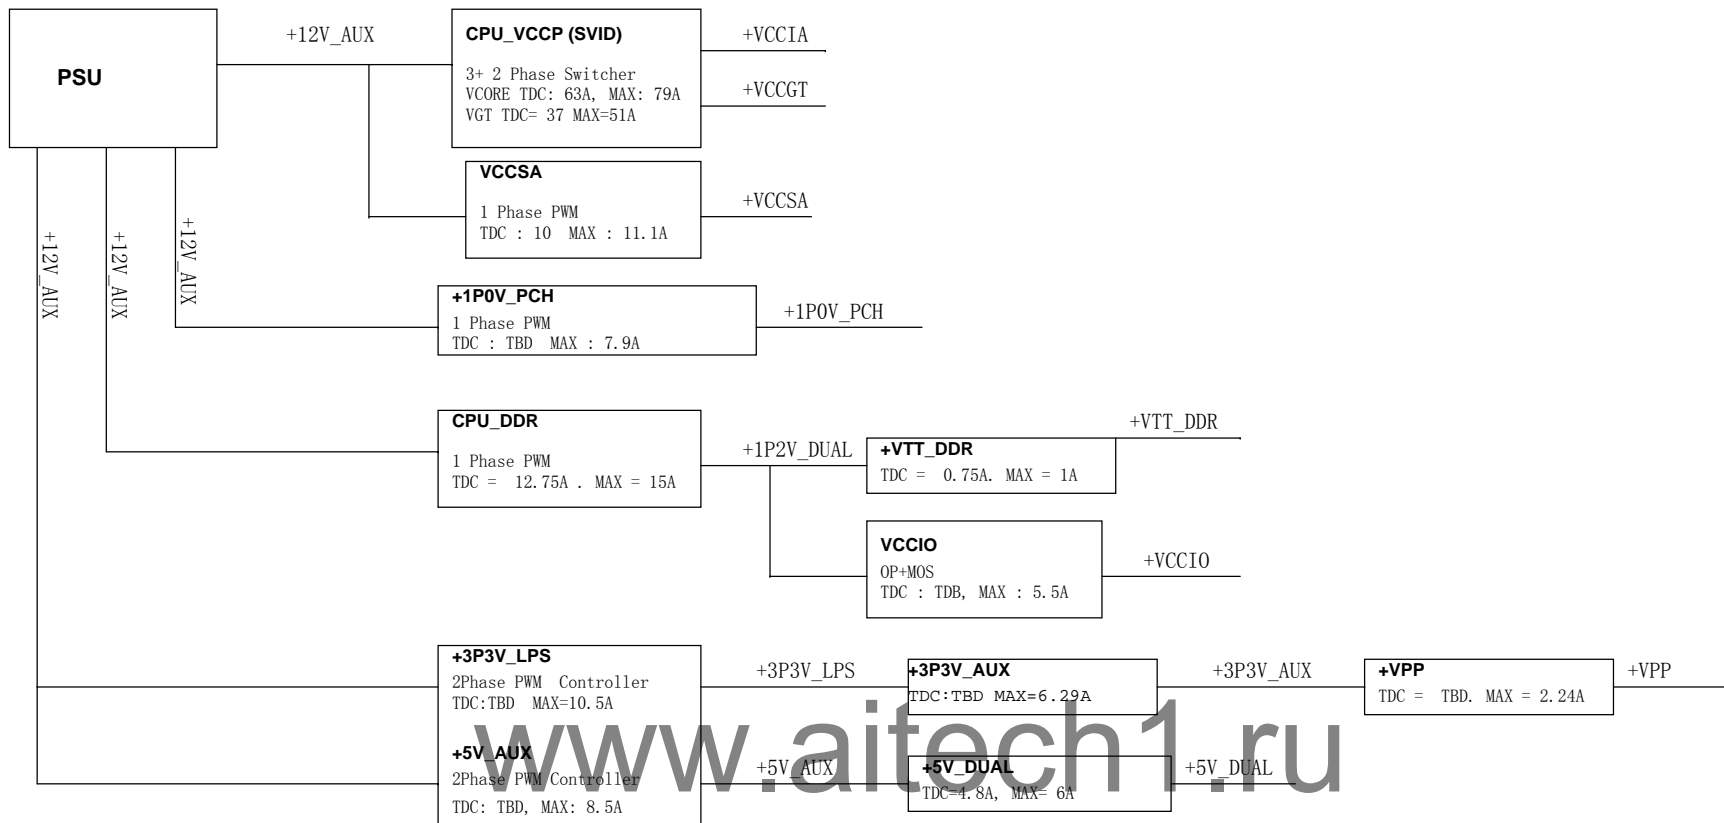 PSU
+12V_AUX
CPU_VCCP (SVID)
3+ 2 Phase Switcher
VCORE TDC: 63A, MAX: 79A
VGT TDC= 37 MAX=51A
+VCCIA
+VCCGT
VCCSA
1 Phase PWM
TDC : 10 MAX : 11.1A
+VCCSA
+12V_AUX
+12V_AUX
+12V_AUX
+1P0V_PCH
1 Phase PWM
TDC : TBD MAX : 7.9A
+1P0V_PCH
CPU_DDR
1 Phase PWM
TDC = 12.75A . MAX = 15A
+1P2V_DUAL
+VTT_DDR
TDC = 0.75A. MAX = 1A
+VTT_DDR
VCCIO
OP+MOS
TDC : TDB, MAX : 5.5A
+VCCIO
+3P3V_LPS
2Phase PWM Controller
TDC:TBD MAX=10.5A
+3P3V_LPS
+3P3V_AUX
TDC:TBD MAX=6.29A
+3P3V_AUX
+VPP
TDC = TBD. MAX = 2.24A
+VPP
+5V_AUX
2Phase PWM Controller
TDC: TBD, MAX: 8.5A
+5V_AUX
+5V_DUAL
TDC=4.8A, MAX= 6A
+5V_DUAL
www.aitech1.ru